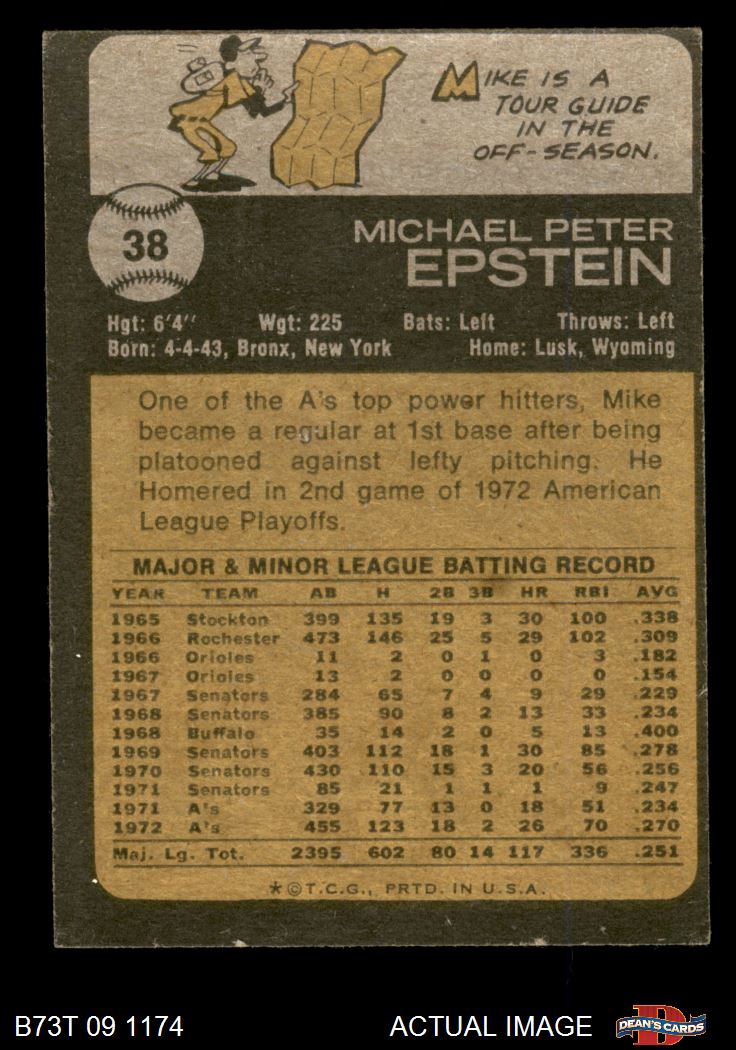 MIKE IS A
TOUR GUIDE
IN THE
OFF-SEASON.
38
MICHAEL PETER
EPSTEIN
Hgt: 6'4" Wgt: 225 Bats: Left Throws: Left
Born: 4-4-43, Bronx, New York Home: Lusk, Wyoming
One of the A's top power hitters, Mike
became a regular at 1st base after being
platooned against lefty pitching. He
Homered in 2nd game of 1972 American
League Playoffs.
MAJOR & MINOR LEAGUE BATTING RECORD
YEAR TEAM AB H 2B 3B HR RBI AVG
1965 Stockton 399 135 19 3 30 100 .338
1966 Rochester 473 146 25 5 29 102 .309
1966 Orioles 11 2 0 1 0 3 .182
1967 Orioles 13 2 0 0 0 0 .154
1967 Senators 284 65 7 4 9 29 .229
1968 Senators 385 90 8 2 13 33 .234
1968 Buffalo 35 14 2 0 5 13 .400
1969 Senators 403 112 18 1 30 85 .278
1970 Senators 430 110 15 3 20 56 .256
1971 Senators 85 21 1 1 1 9 .247
1971 A's 329 77 13 0 18 51 .234
1972 A's 455 123 18 2 26 70 .270
Maj. Lg. Tot. 2395 602 80 14 117 336 .251
*©T.C.G., PRTD. IN U.S.A.
B73T 09 1174 ACTUAL IMAGE
D
DEAN'S CARDS